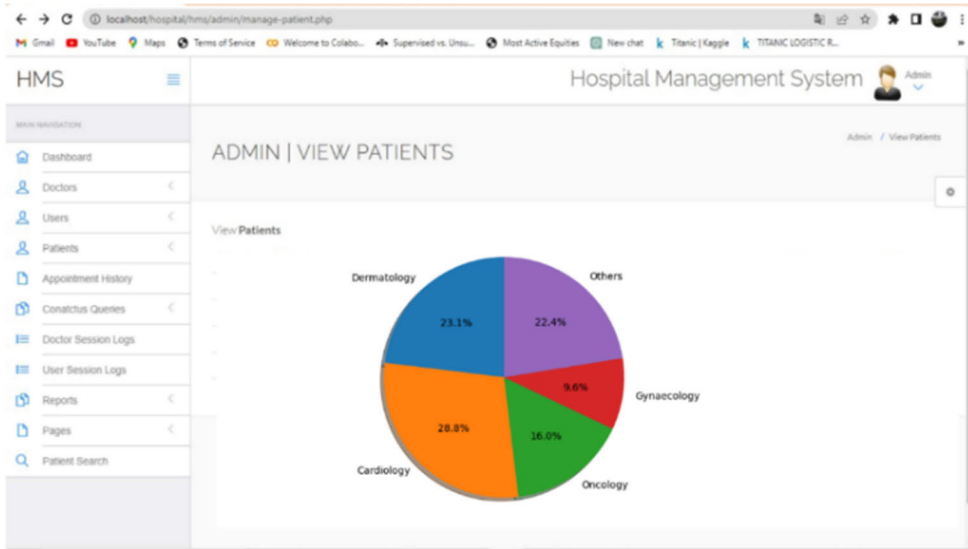 localhost/hospital/hms/admin/manage-patient.php
Gmail YouTube Maps Terms of Service Welcome to Colabo... Supervised vs. Unsu... Most Active Equities New chat Titanic | Kaggle TITANIC LOGISTIC R...
HMS
Hospital Management System
Admin
MAIN NAVIGATION
Admin / View Patients
ADMIN | VIEW PATIENTS
Dashboard
Doctors
Users
Patients
Appointment History
Conatctus Queries
Doctor Session Logs
User Session Logs
Reports
Pages
Patient Search
View Patients
Dermatology
Others
23.1%
22.4%
9.6%
Gynaecology
28.8%
16.0%
Cardiology
Oncology